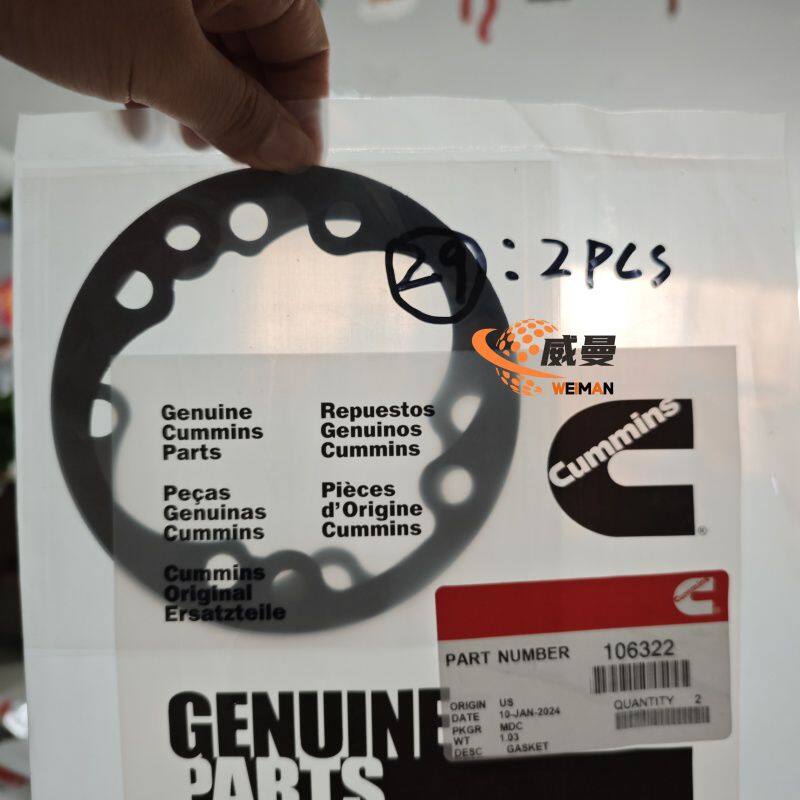 29 : 2PCS
威曼
WEIMAN
Genuine
Cummins
Parts
Repuestos
Genuinos
Cummins
Cummins
Peças
Genuinas
Cummins
Pièces
d'Origine
Cummins
®
Cummins
Original
Ersatzteile
Cummins
PART NUMBER 106322
ORIGIN US
DATE 10-JAN-2024
PKGR MDC
WT 1.03
DESC GASKET
QUANTITY 2
GENUINE
PARTS